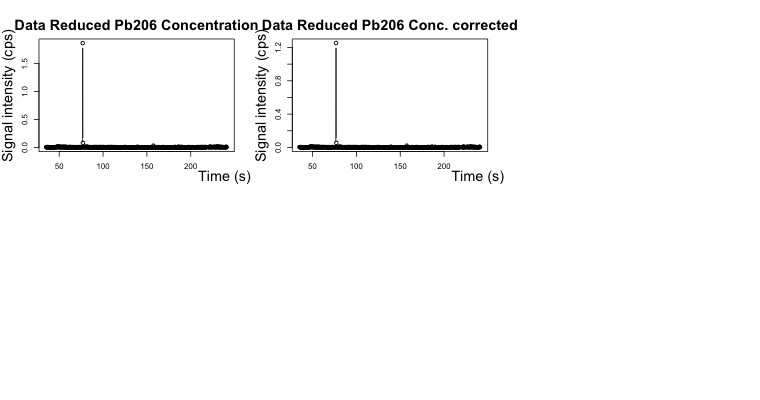 Data Reduced Pb206 Concentration
Signal intensity (cps)
0.0 0.5 1.0 1.5
50 100 150 200
Time (s)
Data Reduced Pb206 Conc. corrected
Signal intensity (cps)
0.0 0.4 0.8 1.2
50 100 150 200
Time (s)